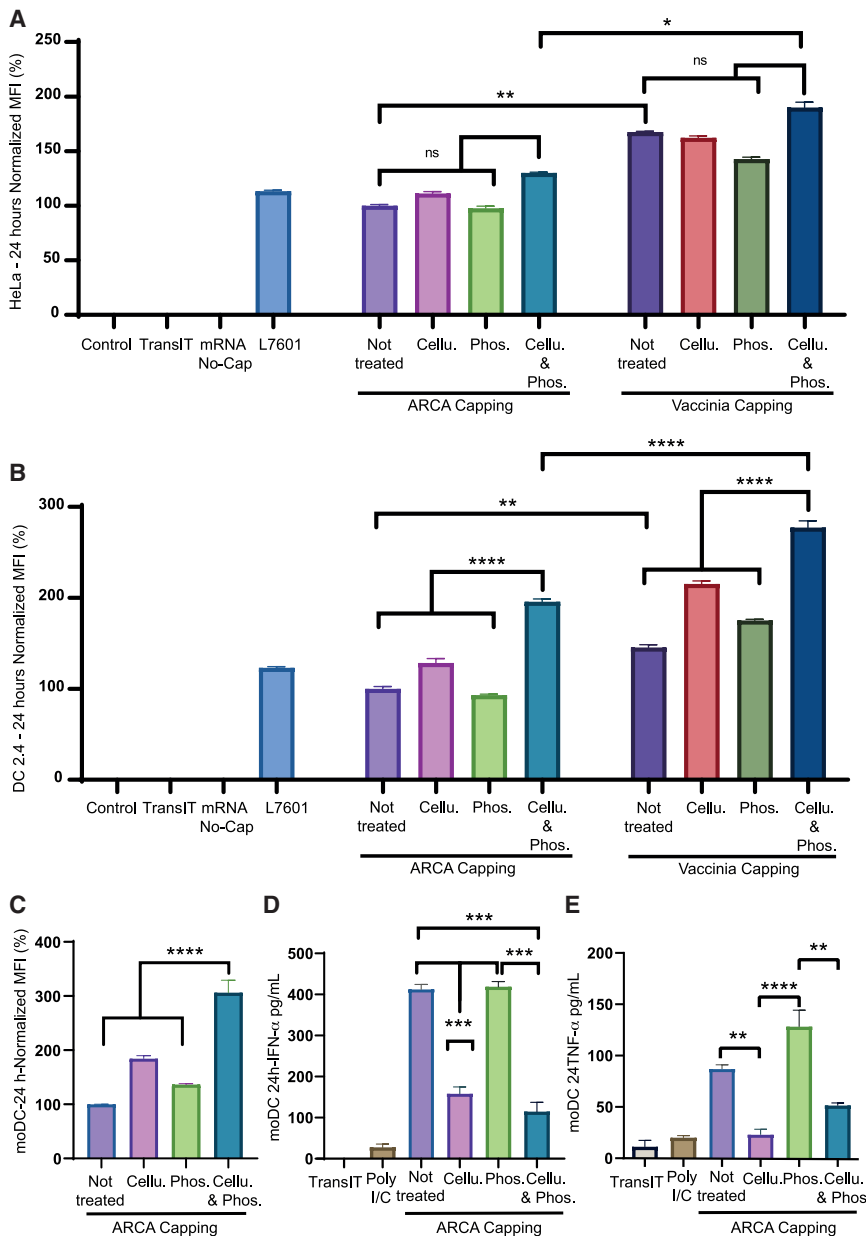 A
HeLa - 24 hours Normalized MFI (%)
250
200
150
100
50
0
*
ns
**
ns
Control TransIT mRNA No-Cap L7601
Not treated Cellu. Phos. Cellu. & Phos.
ARCA Capping
Not treated Cellu. Phos. Cellu. & Phos.
Vaccinia Capping
B
DC 2.4 - 24 hours Normalized MFI (%)
300
200
100
0
****
****
**
****
Control TransIT mRNA No-Cap L7601
Not treated Cellu. Phos. Cellu. & Phos.
ARCA Capping
Not treated Cellu. Phos. Cellu. & Phos.
Vaccinia Capping
C
moDC-24 h-Normalized MFI (%)
400
300
200
100
0
****
Not treated Cellu. Phos. Cellu. & Phos.
ARCA Capping
D
moDC 24h-IFN-α pg/mL
500
400
300
200
100
0
***
***
***
TransIT Poly I/C Not treated Cellu. Phos. Cellu. & Phos.
ARCA Capping
E
moDC 24TNF-α pg/mL
200
150
100
50
0
**
****
**
TransIT Poly I/C Not treated Cellu. Phos. Cellu. & Phos.
ARCA Capping